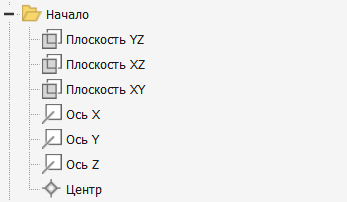 Начало
Плоскость YZ
Плоскость XZ
Плоскость XY
Ось X
Ось Y
Ось Z
Центр